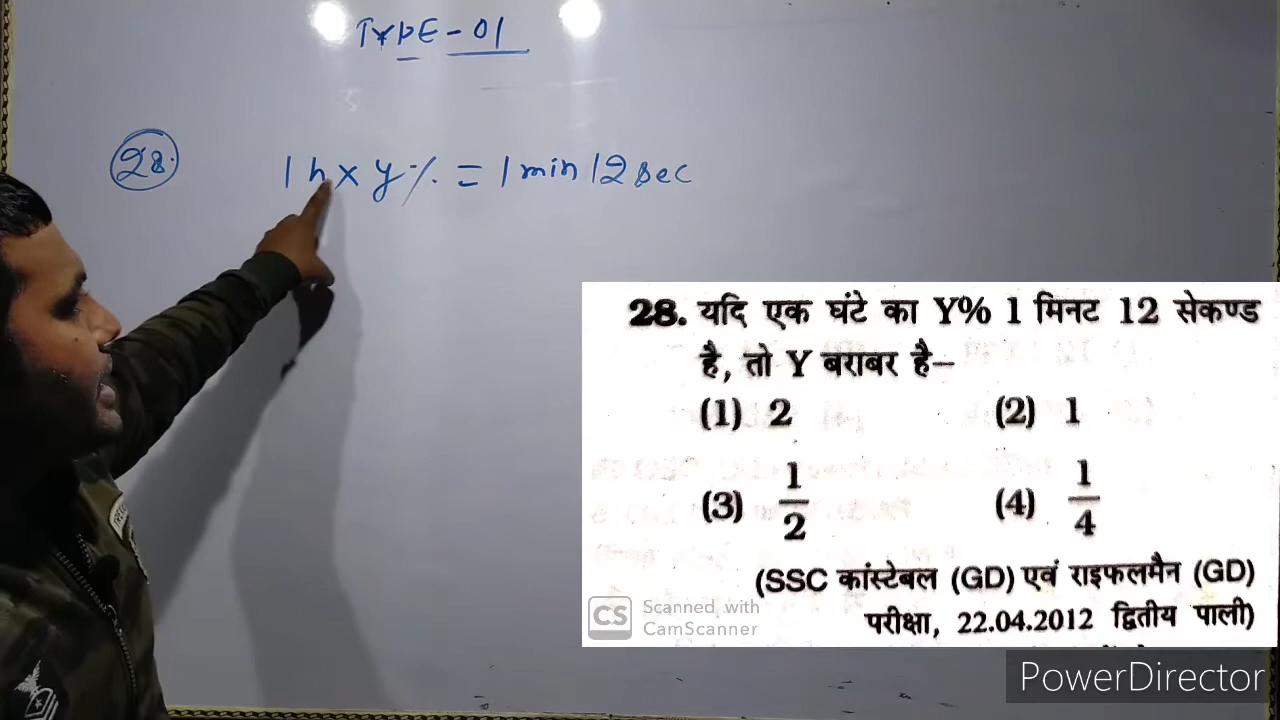 TYPE-01
28. 1 h x y % = 1 min 12 sec
28. यदि एक घंटे का Y% 1 मिनट 12 सेकण्ड
है, तो Y बराबर है–
(1) 2 (2) 1
(3) 1/2 (4) 1/4
(SSC कांस्टेबल (GD) एवं राइफलमैन (GD)
परीक्षा, 22.04.2012 द्वितीय पाली)
CS Scanned with
CamScanner
PowerDirector